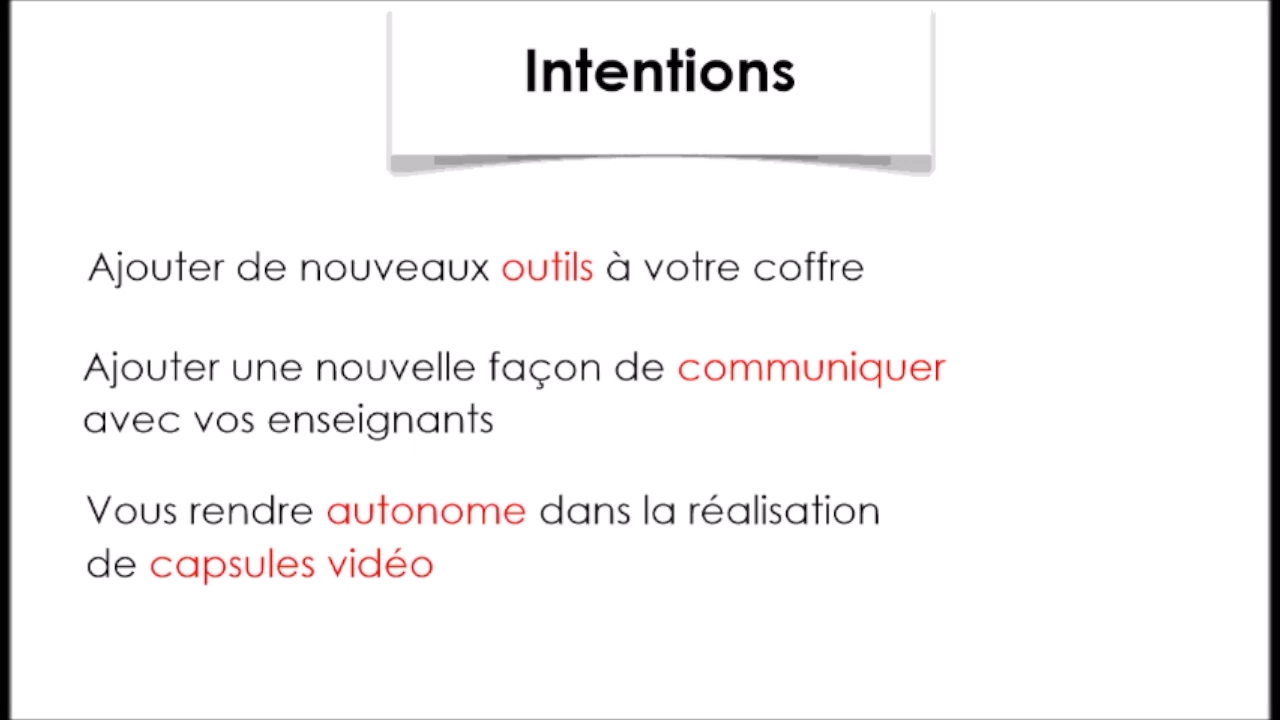 Intentions
Ajouter de nouveaux outils à votre coffre
Ajouter une nouvelle façon de communiquer
avec vos enseignants
Vous rendre autonome dans la réalisation
de capsules vidéo